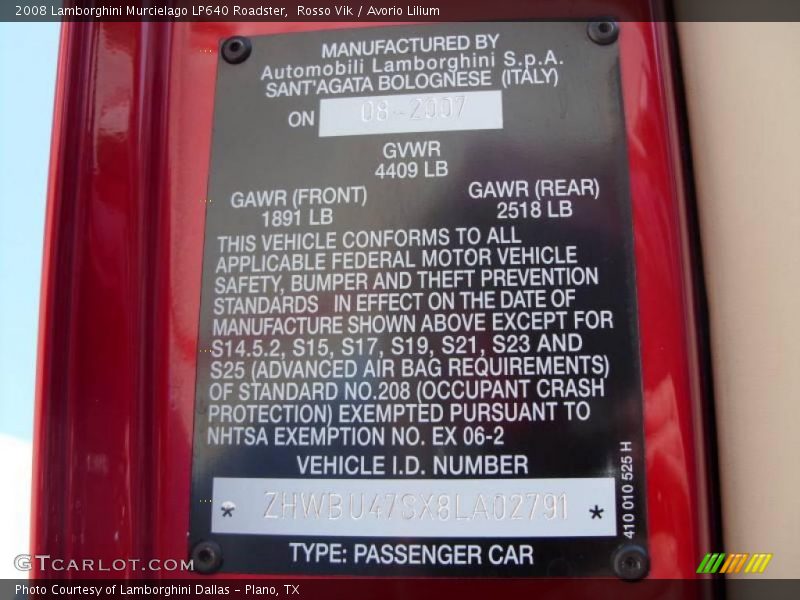 2008 Lamborghini Murcielago LP640 Roadster, Rosso Vik / Avorio Lilium
MANUFACTURED BY
Automobili Lamborghini S.p.A.
SANT'AGATA BOLOGNESE (ITALY)
ON 08-2007
GVWR
4409 LB
GAWR (FRONT) GAWR (REAR)
1891 LB 2518 LB
THIS VEHICLE CONFORMS TO ALL
APPLICABLE FEDERAL MOTOR VEHICLE
SAFETY, BUMPER AND THEFT PREVENTION
STANDARDS IN EFFECT ON THE DATE OF
MANUFACTURE SHOWN ABOVE EXCEPT FOR
S14.5.2, S15, S17, S19, S21, S23 AND
S25 (ADVANCED AIR BAG REQUIREMENTS)
OF STANDARD NO.208 (OCCUPANT CRASH
PROTECTION) EXEMPTED PURSUANT TO
NHTSA EXEMPTION NO. EX 06-2
VEHICLE I.D. NUMBER
* ZHWBU47SX8LA02791 *
TYPE: PASSENGER CAR
410 010 525 H
GTCARLOT.COM
Photo Courtesy of Lamborghini Dallas - Plano, TX